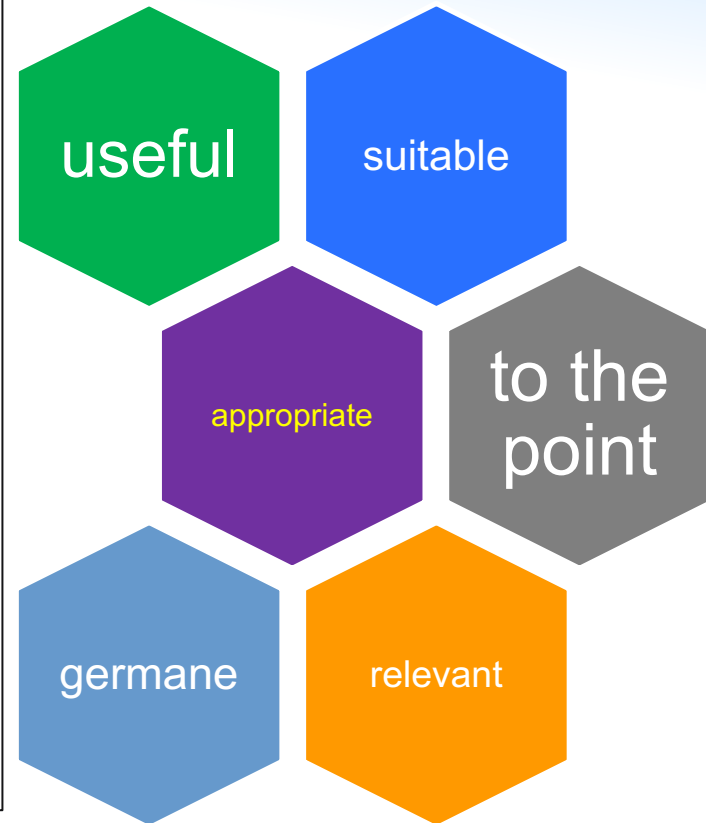 useful
suitable
appropriate
to the
point
germane
relevant